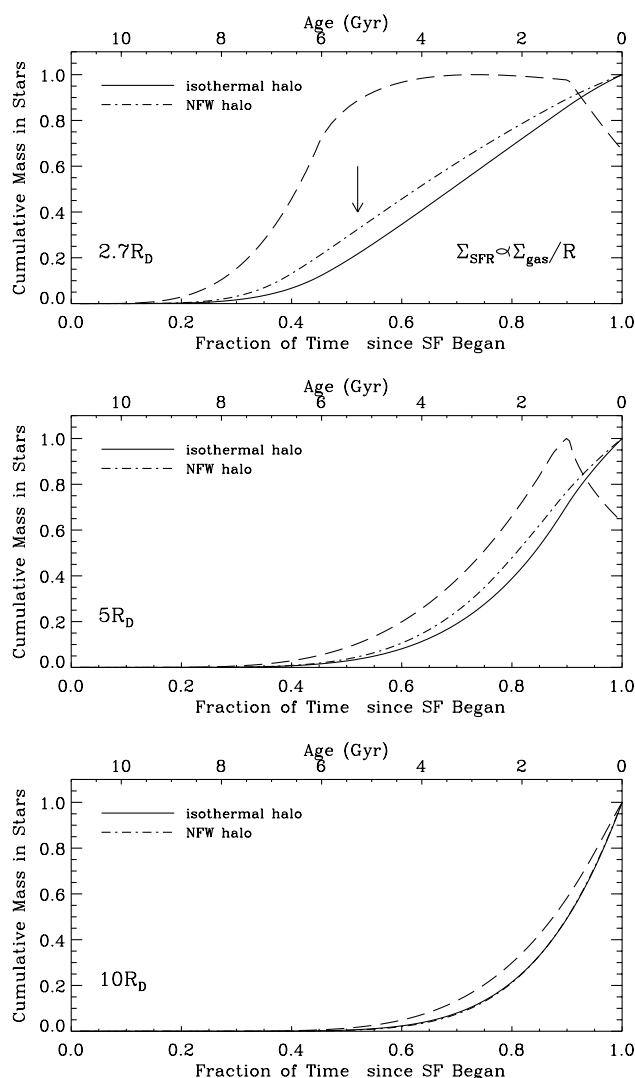 Age (Gyr)
10 8 6 4 2 0
Cumulative Mass in Stars
1.0
0.8
0.6
0.4
0.2
0.0
isothermal halo
NFW halo
2.7R_D
Σ_SFR∝Σ_gas/R
0.0 0.2 0.4 0.6 0.8 1.0
Fraction of Time since SF Began
Age (Gyr)
10 8 6 4 2 0
Cumulative Mass in Stars
1.0
0.8
0.6
0.4
0.2
0.0
isothermal halo
NFW halo
5R_D
0.0 0.2 0.4 0.6 0.8 1.0
Fraction of Time since SF Began
Age (Gyr)
10 8 6 4 2 0
Cumulative Mass in Stars
1.0
0.8
0.6
0.4
0.2
0.0
isothermal halo
NFW halo
10R_D
0.0 0.2 0.4 0.6 0.8 1.0
Fraction of Time since SF Began